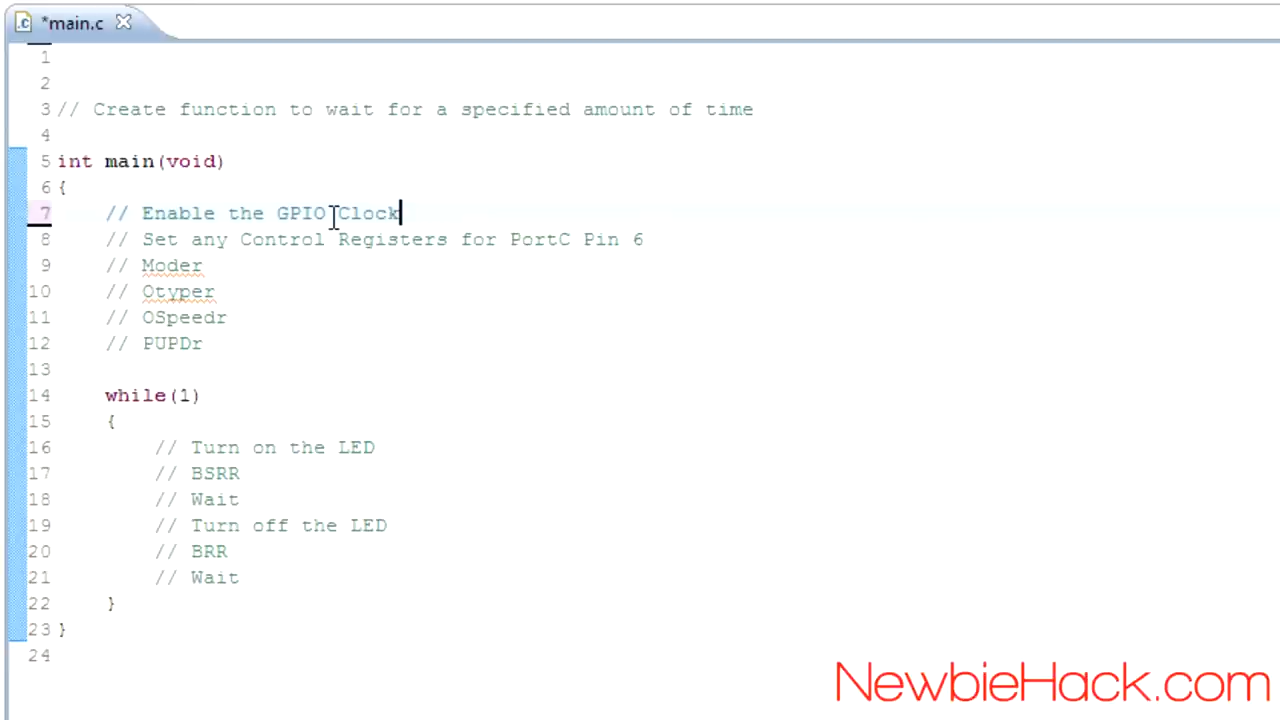 *main.c
1
2
3 // Create function to wait for a specified amount of time
4
5 int main(void)
6 {
7 // Enable the GPIO Clock
8 // Set any Control Registers for PortC Pin 6
9 // Moder
10 // Otyper
11 // OSpeedr
12 // PUPDr
13
14 while(1)
15 {
16 // Turn on the LED
17 // BSRR
18 // Wait
19 // Turn off the LED
20 // BRR
21 // Wait
22 }
23 }
24
NewbieHack.com